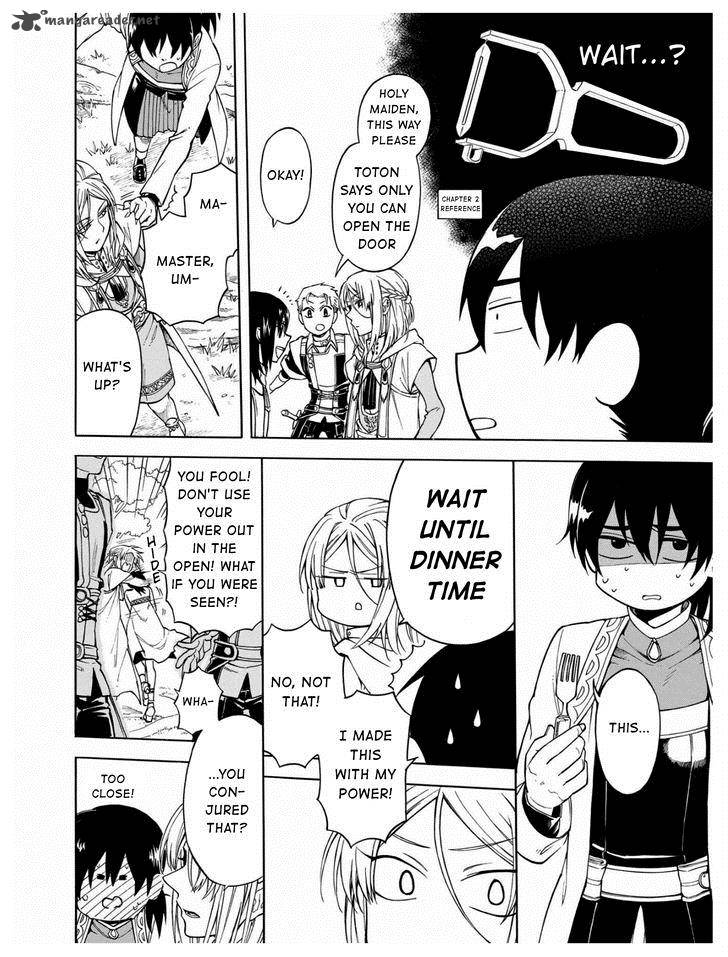 mangareader.net
WAIT...?
CHAPTER 2
REFERENCE
HOLY
MAIDEN,
THIS WAY
PLEASE
TOTON
SAYS ONLY
YOU CAN
OPEN THE
DOOR
OKAY!
MA-
MASTER,
UM-
WHAT'S
UP?
THIS...
WAIT
UNTIL
DINNER
TIME
NO, NOT
THAT!
I MADE
THIS
WITH MY
POWER!
YOU FOOL!
DON'T USE
YOUR
POWER OUT
IN THE
OPEN! WHAT
IF YOU WERE
SEEN?!
HIDE
WHA-
...YOU
CON-
JURED
THAT?
TOO
CLOSE!